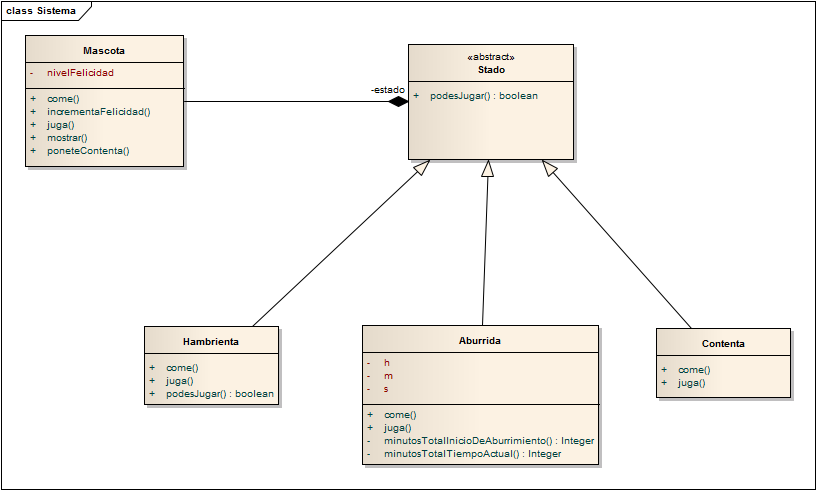 class Sistema
Mascota
- nivelFelicidad
+ come()
+ incrementaFelicidad()
+ juga()
+ mostrar()
+ poneteContenta()
-estado
«abstract»
Stado
+ podesJugar() : boolean
Hambrienta
+ come()
+ juga()
+ podesJugar() : boolean
Aburrida
- h
- m
- s
+ come()
+ juga()
- minutosTotalInicioDeAburrimiento() : Integer
- minutosTotalTiempoActual() : Integer
Contenta
+ come()
+ juga()